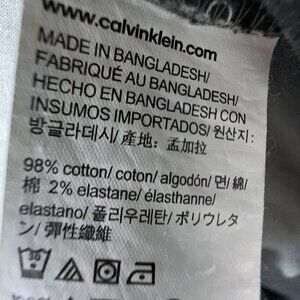 www.calvinklein.com
MADE IN BANGLADESH/
FABRIQUÉ AU BANGLADESH/
HECHO EN BANGLADESH CON
INSUMOS IMPORTADOS/원산지:
방글라데시/產地：孟加拉
98% cotton/coton/algodón/면/綿/
棉 2% elastane/élasthanne/
elastano/폴리우레탄/ポリウレタ
ン/彈性纖維
30